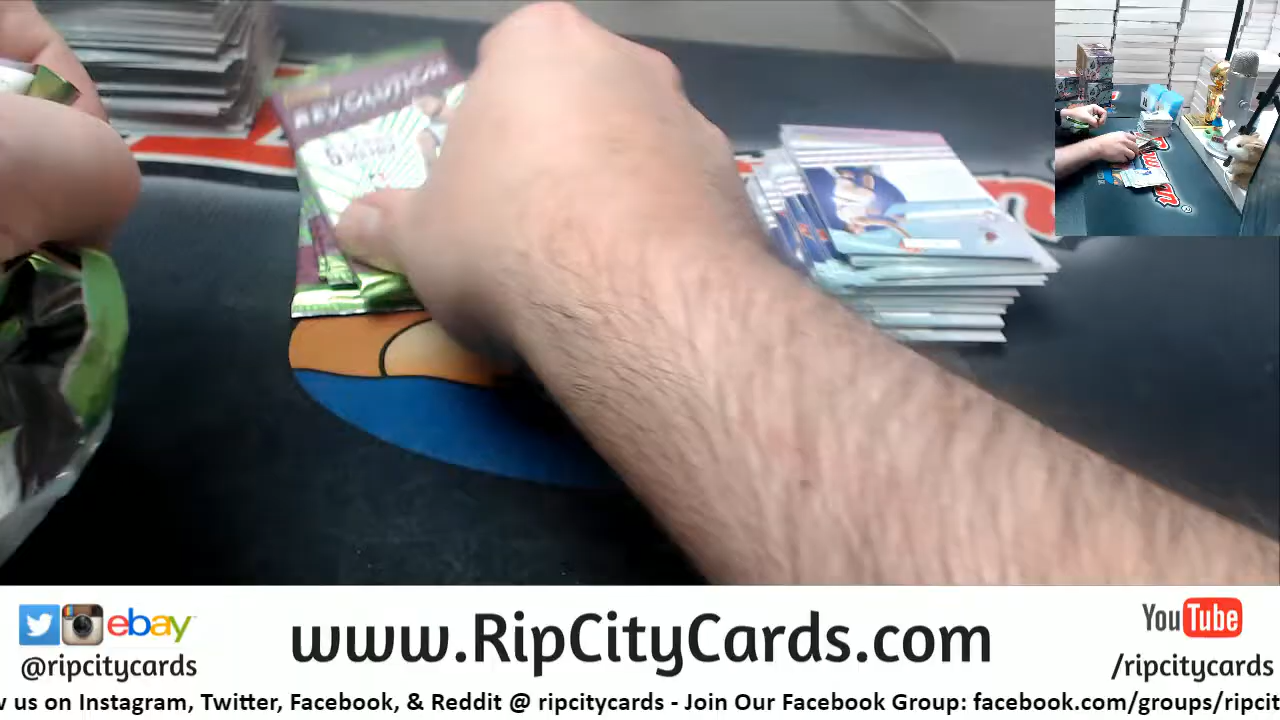 REVOLUTION
www.RipCityCards.com
ebay
@ripcitycards
YouTube
/ripcitycards
v us on Instagram, Twitter, Facebook, & Reddit @ ripcitycards - Join Our Facebook Group: facebook.com/groups/ripcit